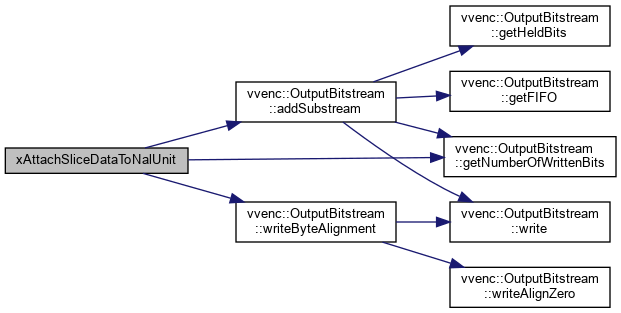 xAttachSliceDataToNalUnit
vvenc::OutputBitstream
::addSubstream
vvenc::OutputBitstream
::writeByteAlignment
vvenc::OutputBitstream
::getHeldBits
vvenc::OutputBitstream
::getFIFO
vvenc::OutputBitstream
::getNumberOfWrittenBits
vvenc::OutputBitstream
::write
vvenc::OutputBitstream
::writeAlignZero